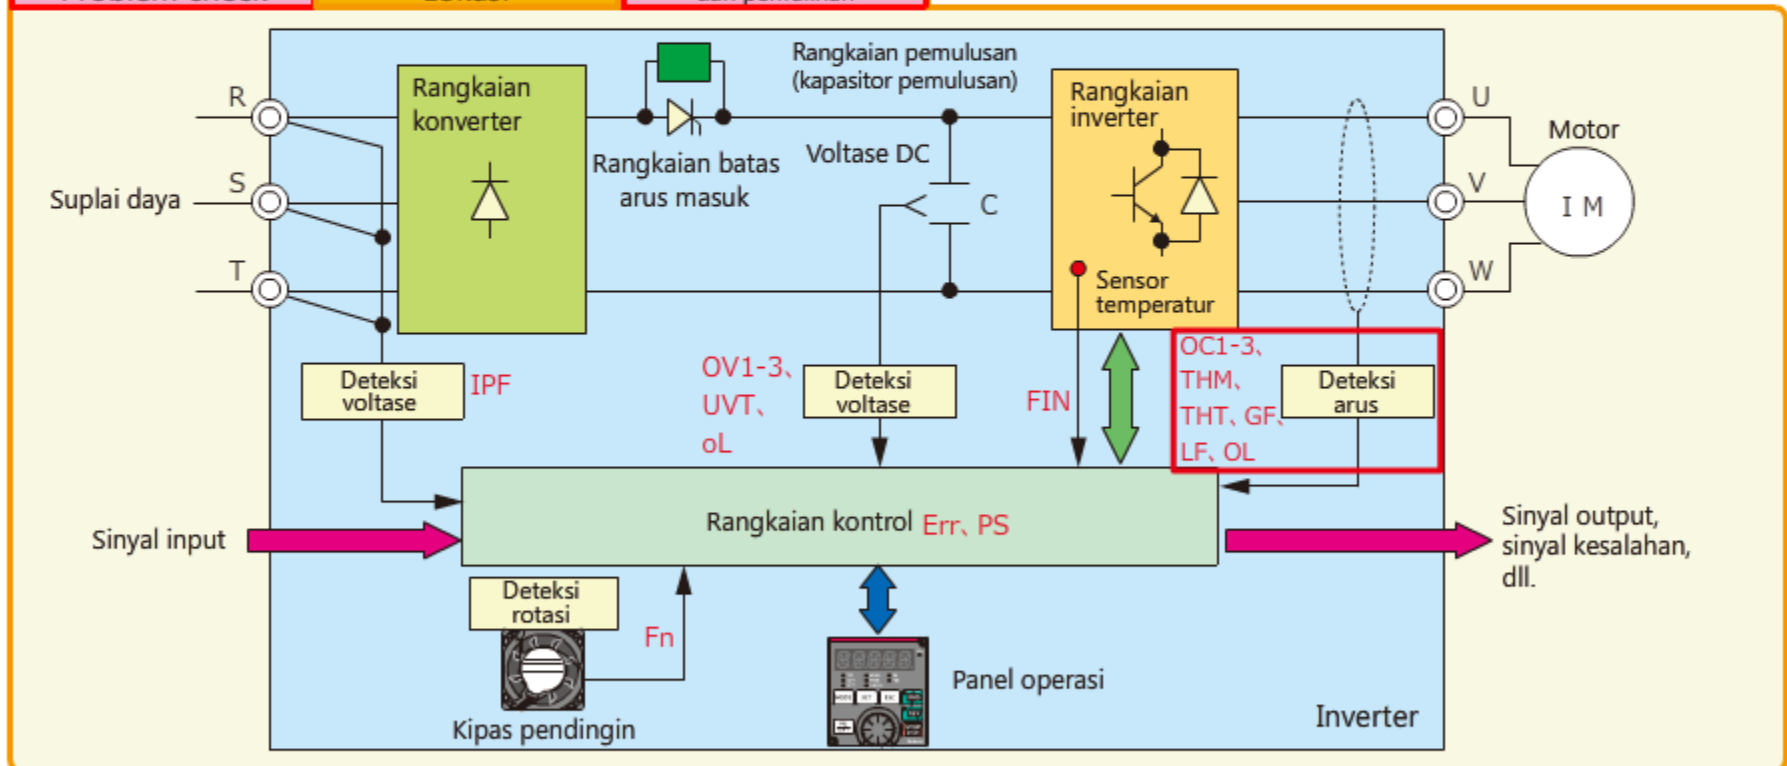 Rangkaian pemulusan
(kapasitor pemulusan)
Rangkaian
konverter
Rangkaian
inverter
R
U
Motor
Voltase DC
Rangkaian batas
arus masuk
S
V
Suplai daya
C
I M
T
W
Sensor
temperatur
Deteksi
voltase
IPF
OV1-3、
UVT、
oL
Deteksi
voltase
FIN
OC1-3、
THM、
THT、GF、
LF、OL
Deteksi
arus
Sinyal input
Rangkaian kontrol Err、PS
Sinyal output,
sinyal kesalahan,
dll.
Deteksi
rotasi
Fn
Kipas pendingin
Panel operasi
Inverter